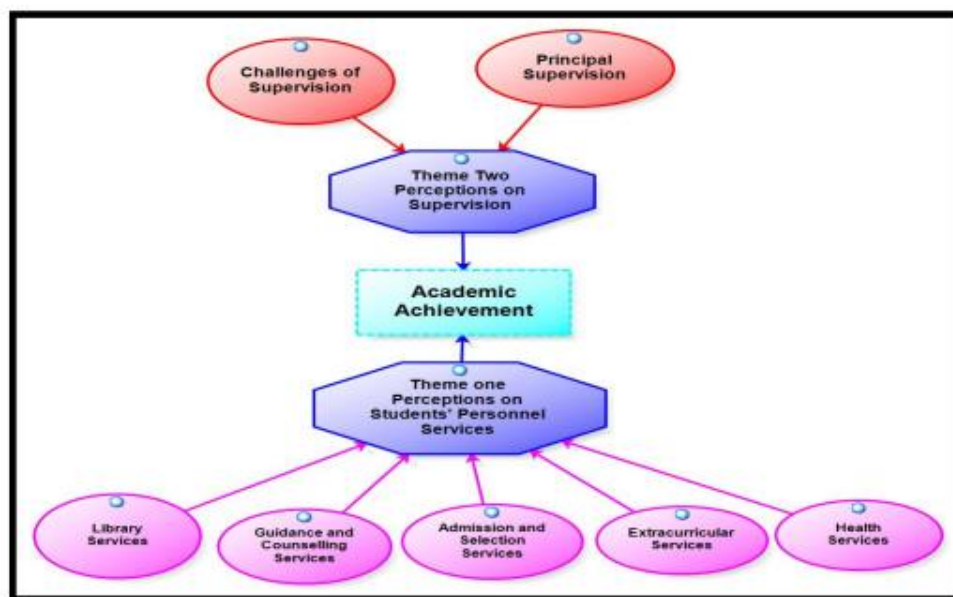 Challenges of
Supervision
Principal
Supervision
Theme Two
Perceptions on
Supervision
Academic
Achievement
Theme one
Perceptions on
Students' Personnel
Services
Library
Services
Guidance and
Counselling
Services
Admission and
Selection
Services
Extracurricular
Services
Health
Services